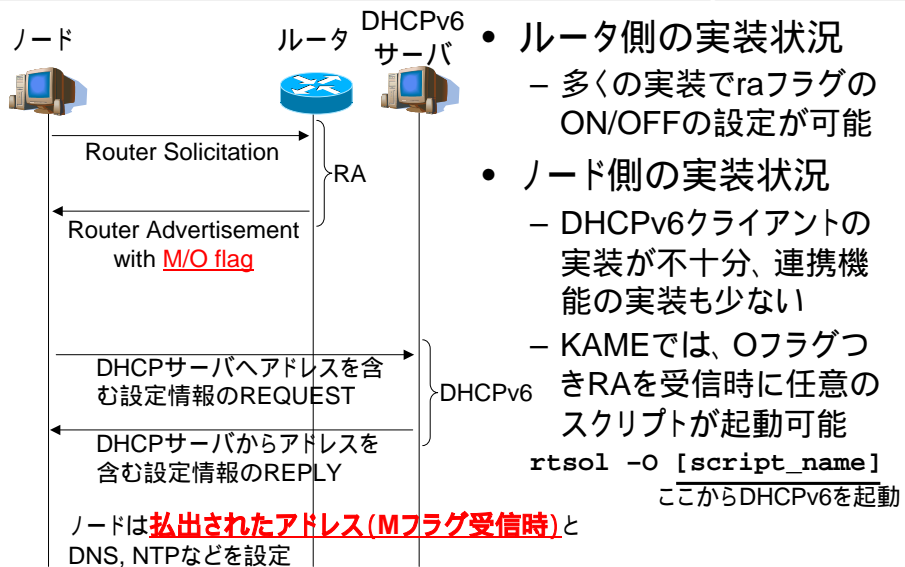 ノード
ルータ
DHCPv6
サーバ
Router Solicitation
RA
Router Advertisement
with M/O flag
DHCPサーバへアドレスを含
む設定情報のREQUEST
DHCPv6
DHCPサーバからアドレスを
含む設定情報のREPLY
ノードは払出されたアドレス(Mフラグ受信時)と
DNS, NTPなどを設定
• ルータ側の実装状況
– 多くの実装でraフラグの
ON/OFFの設定が可能
• ノード側の実装状況
– DHCPv6クライアントの
実装が不十分、連携機
能の実装も少ない
– KAMEでは、Oフラグつ
きRAを受信時に任意の
スクリプトが起動可能
rtsol –O [script_name]
ここからDHCPv6を起動